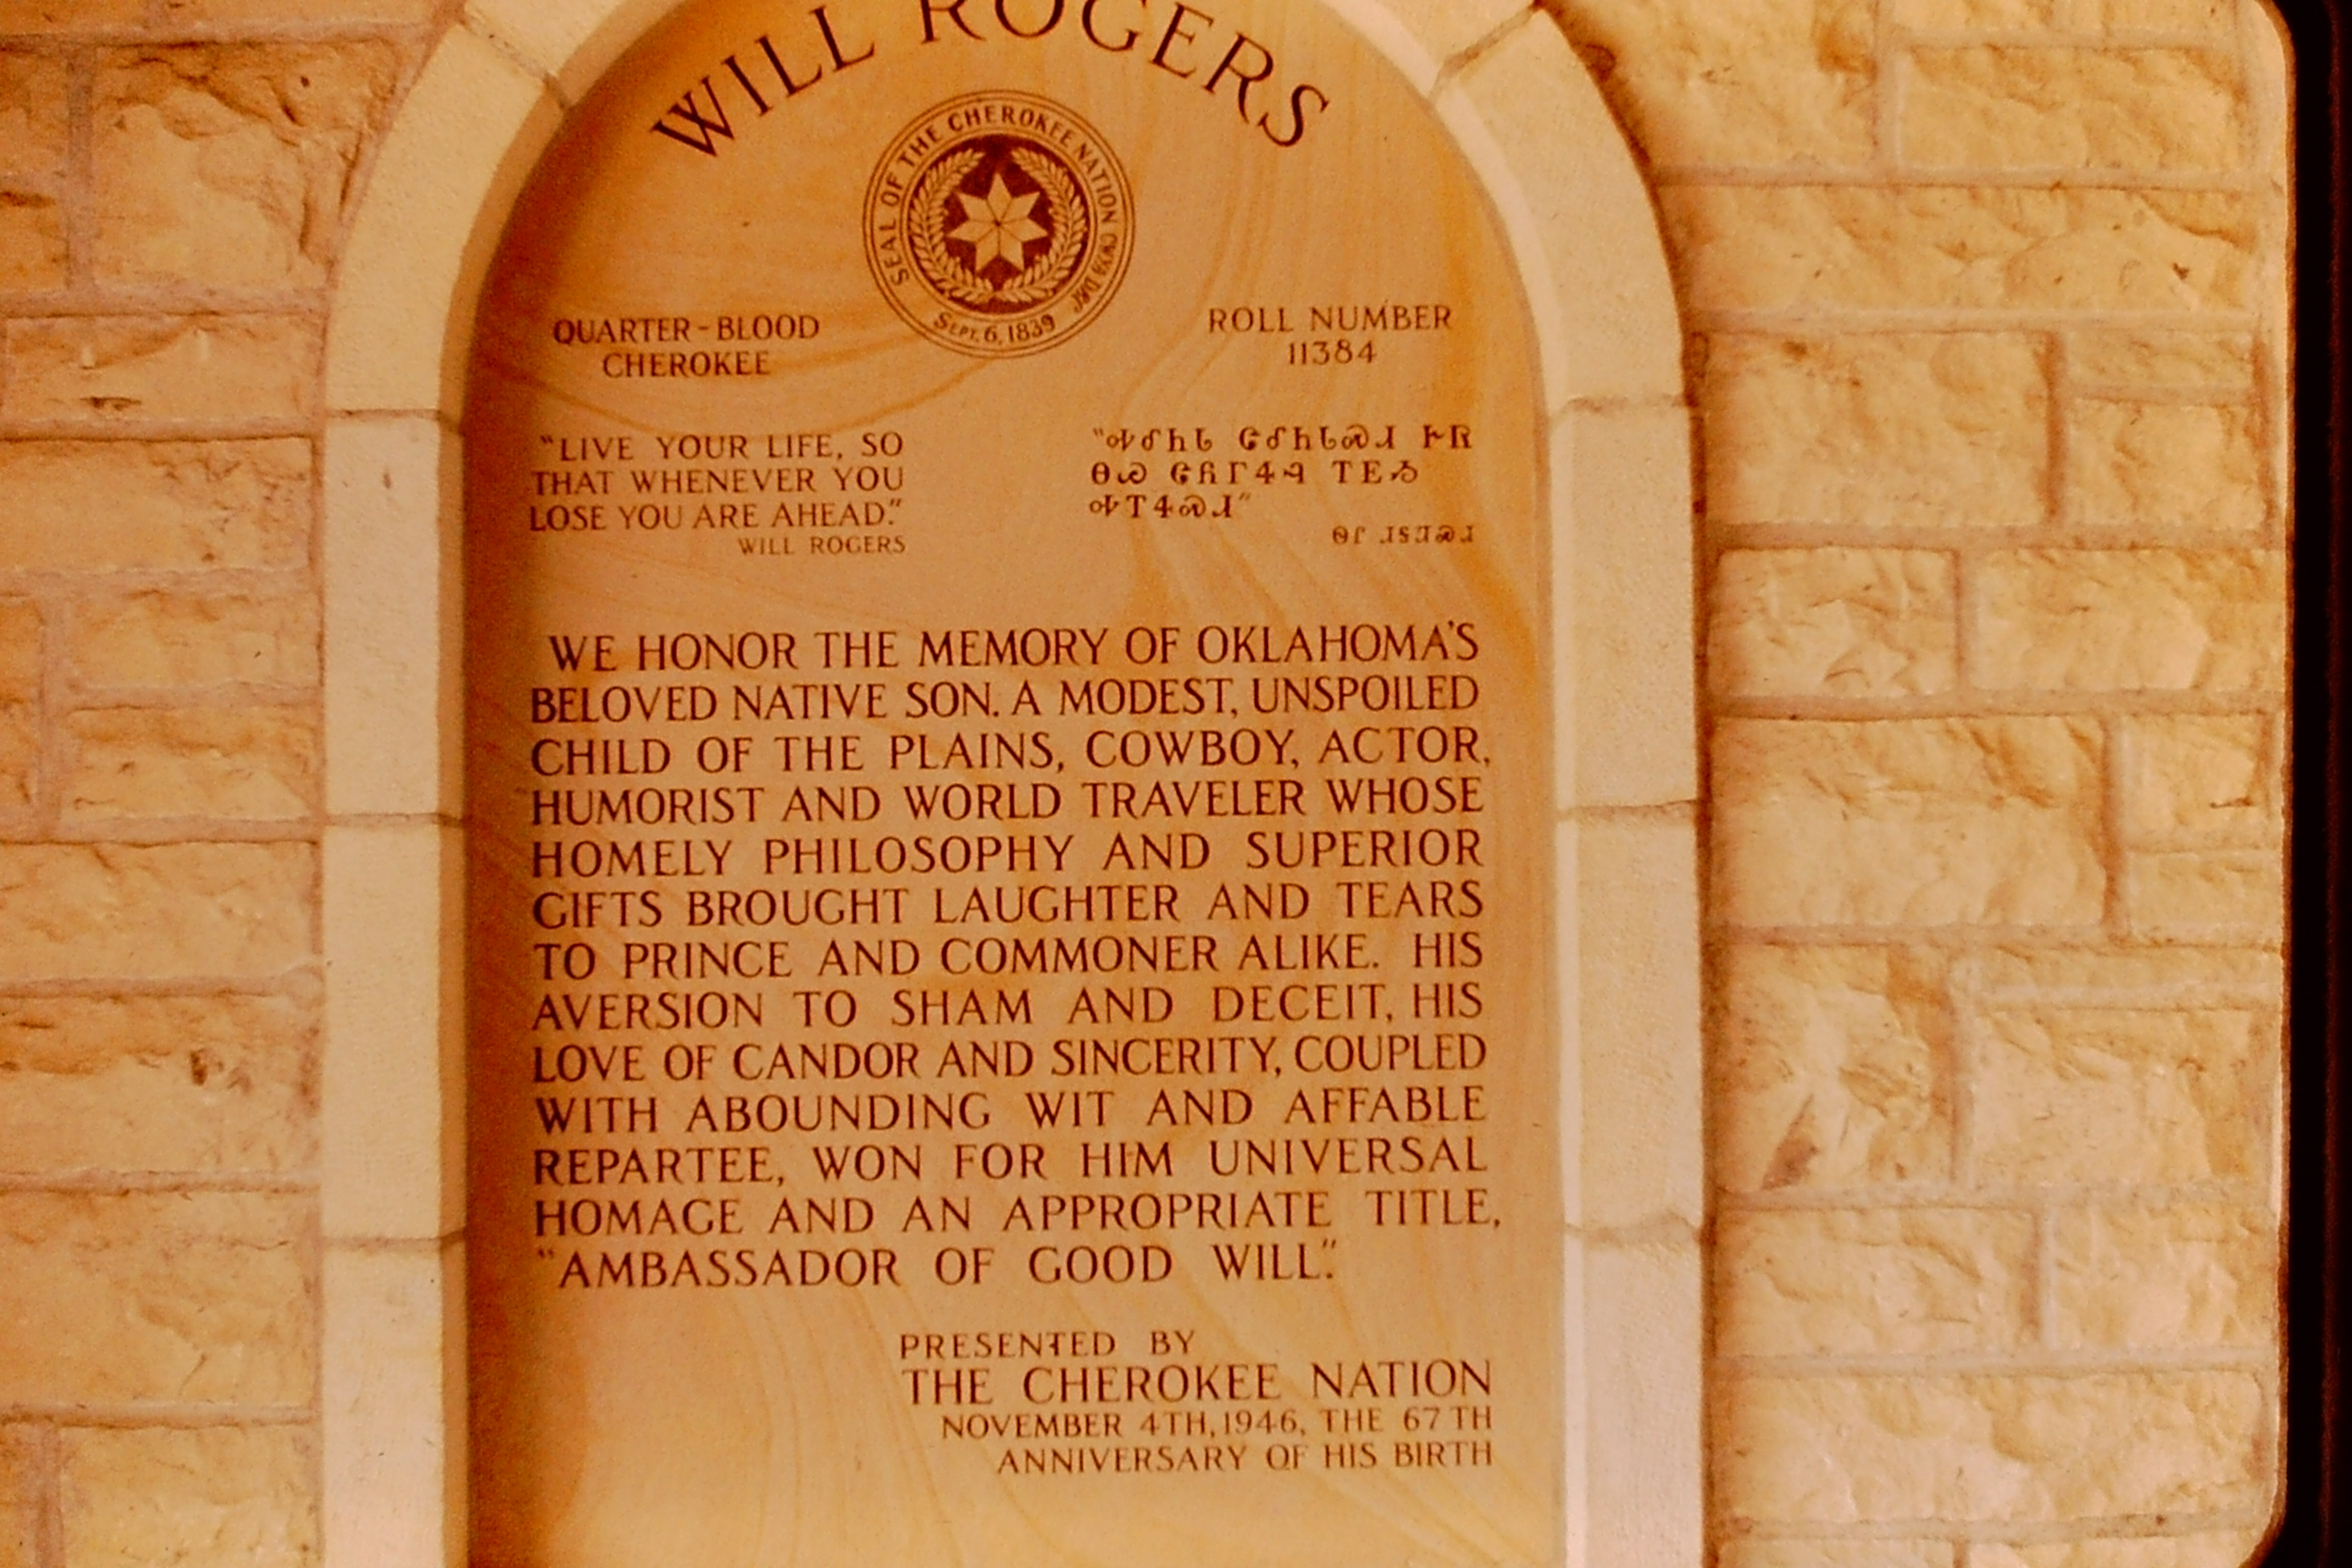 WILL ROGERS
SEAL OF THE CHEROKEE NATION
SEPT. 6, 1839
QUARTER-BLOOD
CHEROKEE
ROLL NUMBER
11384
"LIVE YOUR LIFE, SO
THAT WHENEVER YOU
LOSE YOU ARE AHEAD."
WILL ROGERS
WE HONOR THE MEMORY OF OKLAHOMA'S
BELOVED NATIVE SON. A MODEST, UNSPOILED
CHILD OF THE PLAINS, COWBOY, ACTOR,
HUMORIST AND WORLD TRAVELER WHOSE
HOMELY PHILOSOPHY AND SUPERIOR
GIFTS BROUGHT LAUGHTER AND TEARS
TO PRINCE AND COMMONER ALIKE. HIS
AVERSION TO SHAM AND DECEIT, HIS
LOVE OF CANDOR AND SINCERITY, COUPLED
WITH ABOUNDING WIT AND AFFABLE
REPARTEE, WON FOR HIM UNIVERSAL
HOMAGE AND AN APPROPRIATE TITLE,
"AMBASSADOR OF GOOD WILL."
PRESENTED BY
THE CHEROKEE NATION
NOVEMBER 4TH, 1946, THE 67TH
ANNIVERSARY OF HIS BIRTH